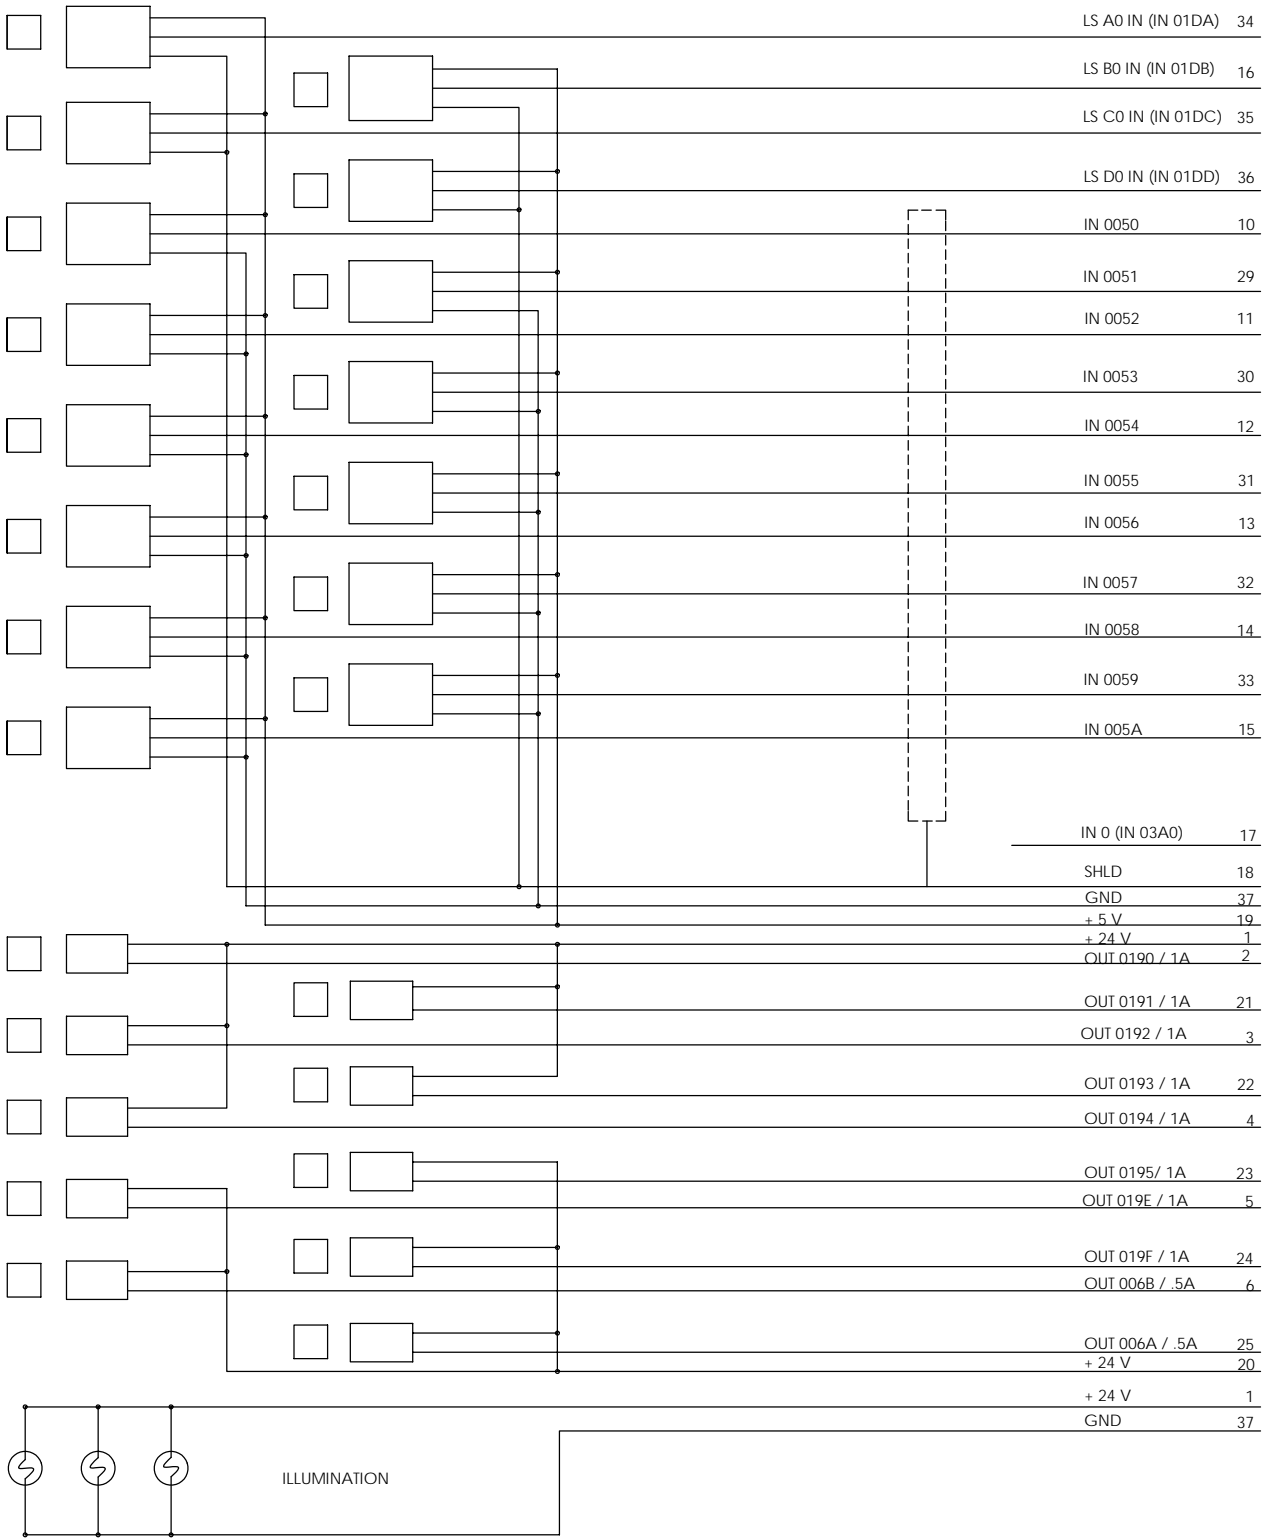 LS A0 IN (IN 01DA) 34
LS B0 IN (IN 01DB) 16
LS C0 IN (IN 01DC) 35
LS D0 IN (IN 01DD) 36
IN 0050 10
IN 0051 29
IN 0052 11
IN 0053 30
IN 0054 12
IN 0055 31
IN 0056 13
IN 0057 32
IN 0058 14
IN 0059 33
IN 005A 15
IN 0 (IN 03A0) 17
SHLD 18
GND 37
+ 5 V 19
+ 24 V 1
OUT 0190 / 1A 2
OUT 0191 / 1A 21
OUT 0192 / 1A 3
OUT 0193 / 1A 22
OUT 0194 / 1A 4
OUT 0195/ 1A 23
OUT 019E / 1A 5
OUT 019F / 1A 24
OUT 006B / .5A 6
OUT 006A / .5A 25
+ 24 V 20
+ 24 V 1
GND 37
ILLUMINATION